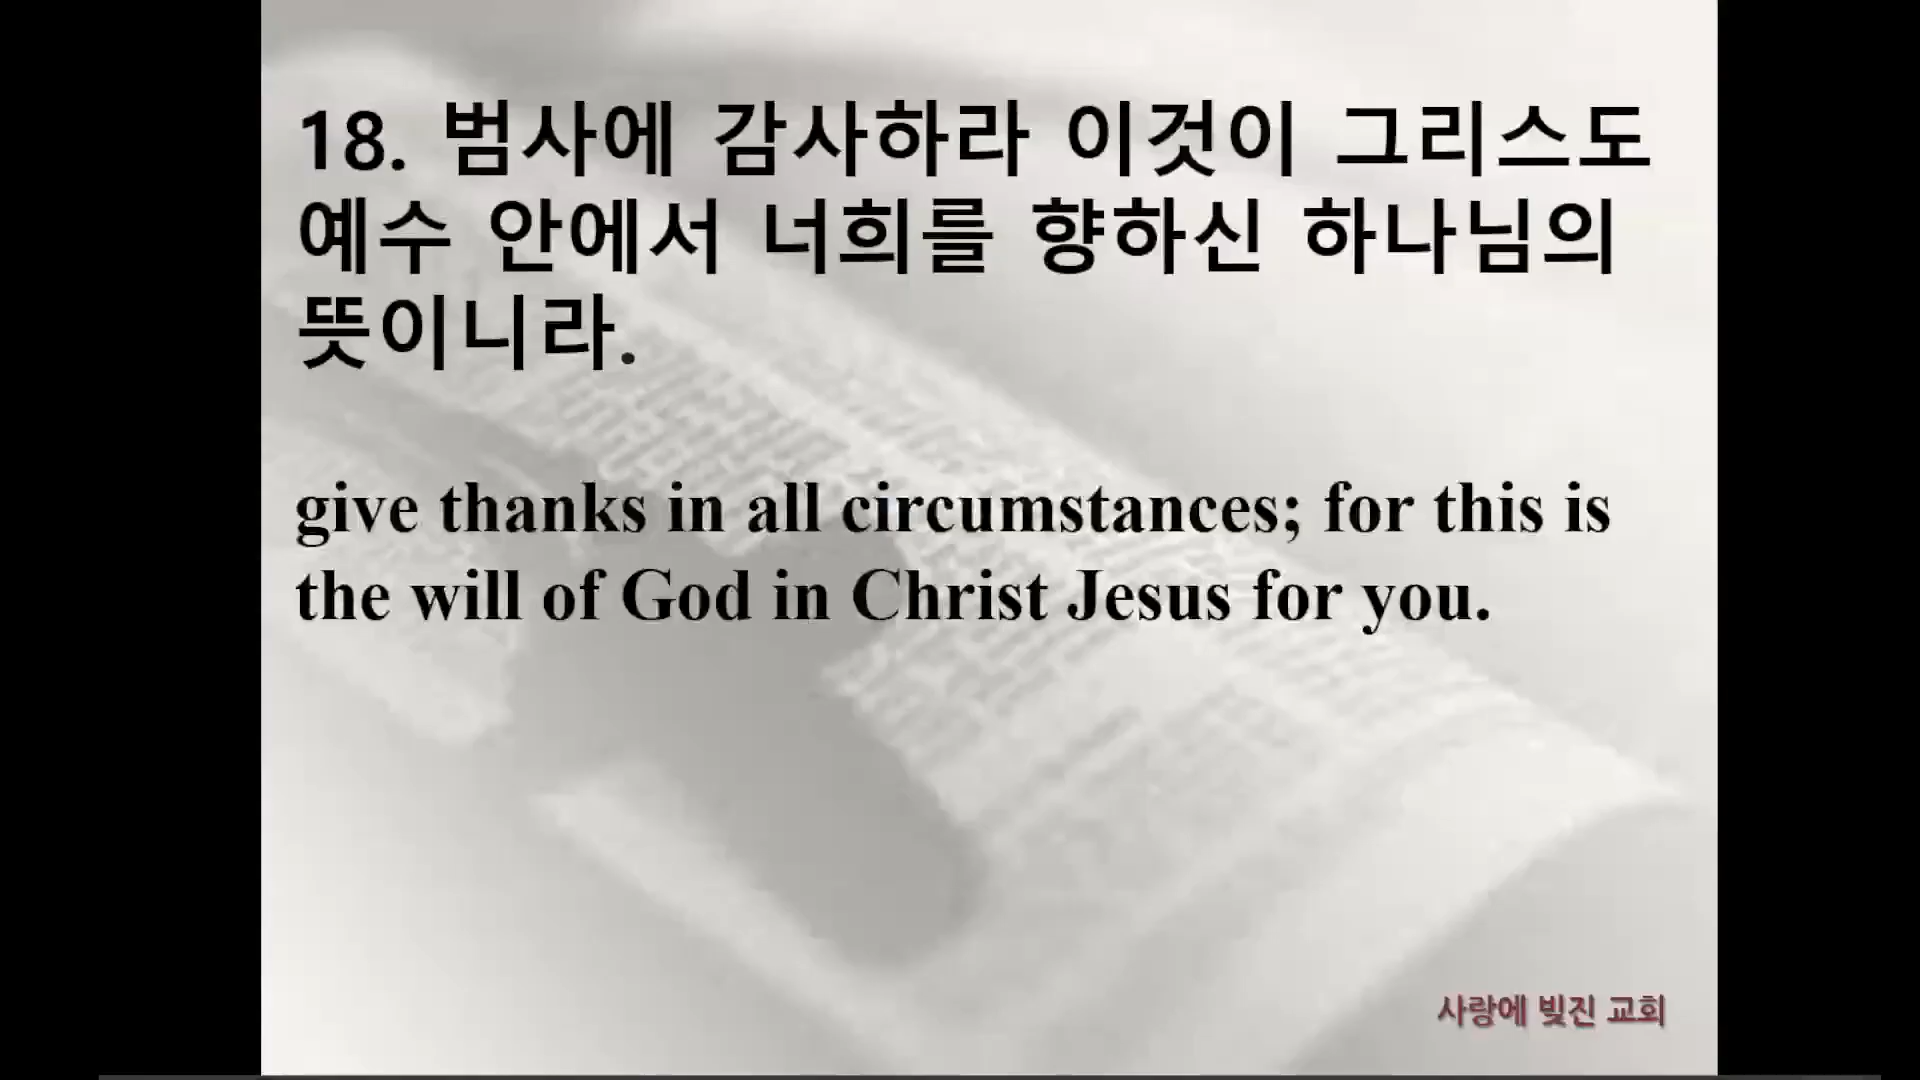 18. 범사에 감사하라 이것이 그리스도
예수 안에서 너희를 향하신 하나님의
뜻이니라.
give thanks in all circumstances; for this is
the will of God in Christ Jesus for you.
사랑에 빚진 교회